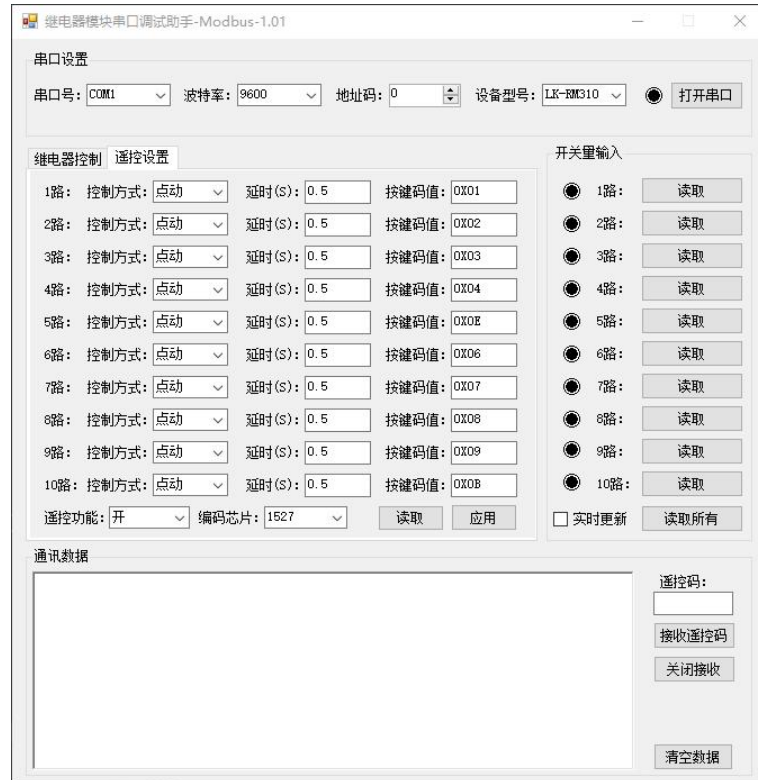 继电器模块串口调试助手-Modbus-1.01
串口设置
串口号: COM1 波特率: 9600 地址码: 0 设备型号: LK-RM310 打开串口
继电器控制 遥控设置
1路: 控制方式: 点动 延时(S): 0.5 按键码值: 0X01
2路: 控制方式: 点动 延时(S): 0.5 按键码值: 0X02
3路: 控制方式: 点动 延时(S): 0.5 按键码值: 0X03
4路: 控制方式: 点动 延时(S): 0.5 按键码值: 0X04
5路: 控制方式: 点动 延时(S): 0.5 按键码值: 0X0E
6路: 控制方式: 点动 延时(S): 0.5 按键码值: 0X06
7路: 控制方式: 点动 延时(S): 0.5 按键码值: 0X07
8路: 控制方式: 点动 延时(S): 0.5 按键码值: 0X08
9路: 控制方式: 点动 延时(S): 0.5 按键码值: 0X09
10路: 控制方式: 点动 延时(S): 0.5 按键码值: 0X0B
遥控功能: 开 编码芯片: 1527 读取 应用
开关量输入
1路: 读取
2路: 读取
3路: 读取
4路: 读取
5路: 读取
6路: 读取
7路: 读取
8路: 读取
9路: 读取
10路: 读取
实时更新 读取所有
通讯数据
遥控码:
接收遥控码
关闭接收
清空数据